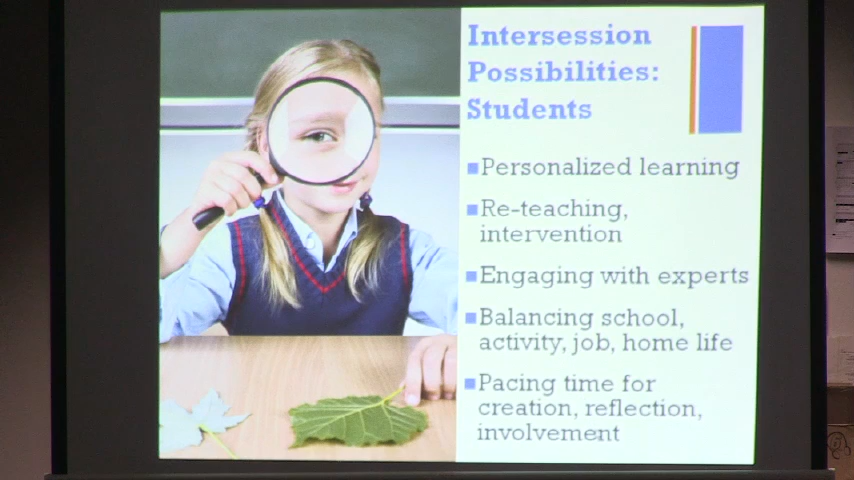 Intersession
Possibilities:
Students
Personalized learning
Re-teaching,
intervention
Engaging with experts
Balancing school,
activity, job, home life
Pacing time for
creation, reflection,
involvement